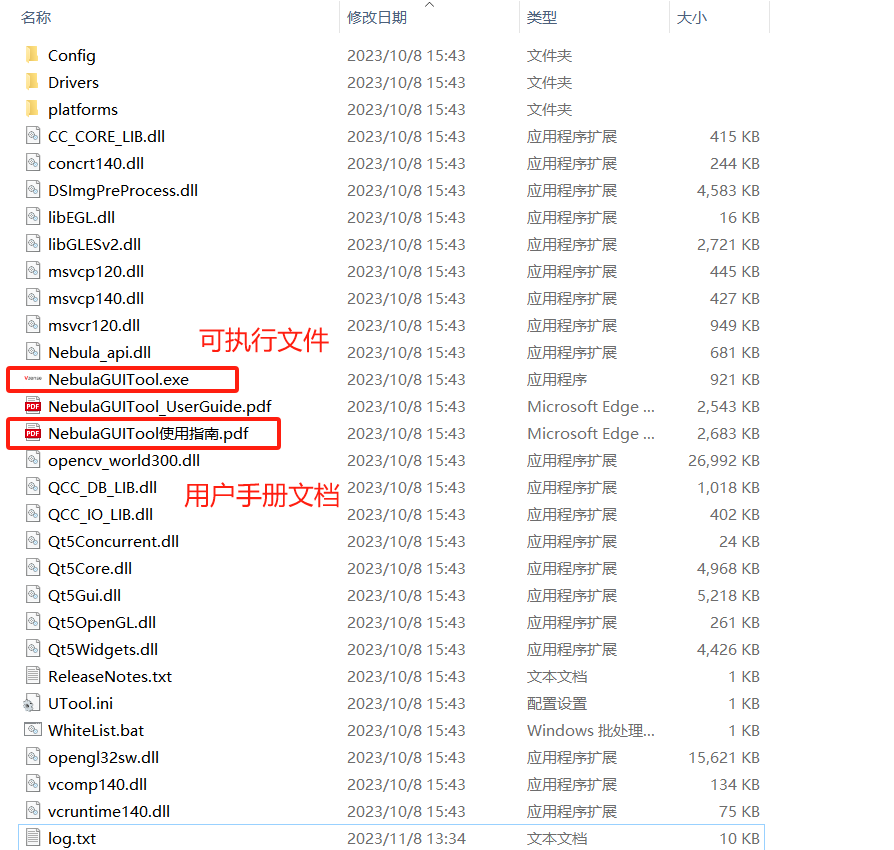 名称 修改日期 类型 大小
Config 2023/10/8 15:43 文件夹
Drivers 2023/10/8 15:43 文件夹
platforms 2023/10/8 15:43 文件夹
CC_CORE_LIB.dll 2023/10/8 15:43 应用程序扩展 415 KB
concrt140.dll 2023/10/8 15:43 应用程序扩展 244 KB
DSImgPreProcess.dll 2023/10/8 15:43 应用程序扩展 4,583 KB
libEGL.dll 2023/10/8 15:43 应用程序扩展 16 KB
libGLESv2.dll 2023/10/8 15:43 应用程序扩展 2,721 KB
msvcp120.dll 2023/10/8 15:43 应用程序扩展 445 KB
msvcp140.dll 2023/10/8 15:43 应用程序扩展 427 KB
msvcr120.dll 2023/10/8 15:43 应用程序扩展 949 KB
可执行文件
Nebula_api.dll 2023/10/8 15:43 应用程序扩展 681 KB
NebulaGUITool.exe 2023/10/8 15:43 应用程序 921 KB
PDF NebulaGUITool_UserGuide.pdf 2023/10/8 15:43 Microsoft Edge ... 2,543 KB
PDF NebulaGUITool使用指南.pdf 2023/10/8 15:43 Microsoft Edge ... 2,683 KB
opencv_world300.dll 2023/10/8 15:43 应用程序扩展 26,992 KB
QCC_DB_LIB.dll 2023/10/8 15:43 应用程序扩展 1,018 KB
用户手册文档
QCC_IO_LIB.dll 2023/10/8 15:43 应用程序扩展 402 KB
Qt5Concurrent.dll 2023/10/8 15:43 应用程序扩展 24 KB
Qt5Core.dll 2023/10/8 15:43 应用程序扩展 4,968 KB
Qt5Gui.dll 2023/10/8 15:43 应用程序扩展 5,218 KB
Qt5OpenGL.dll 2023/10/8 15:43 应用程序扩展 261 KB
Qt5Widgets.dll 2023/10/8 15:43 应用程序扩展 4,426 KB
ReleaseNotes.txt 2023/10/8 15:43 文本文档 1 KB
UTool.ini 2023/10/8 15:43 配置设置 1 KB
WhiteList.bat 2023/10/8 15:43 Windows 批处理... 1 KB
opengl32sw.dll 2023/10/8 15:43 应用程序扩展 15,621 KB
vcomp140.dll 2023/10/8 15:43 应用程序扩展 134 KB
vcruntime140.dll 2023/10/8 15:43 应用程序扩展 75 KB
log.txt 2023/11/8 13:34 文本文档 10 KB